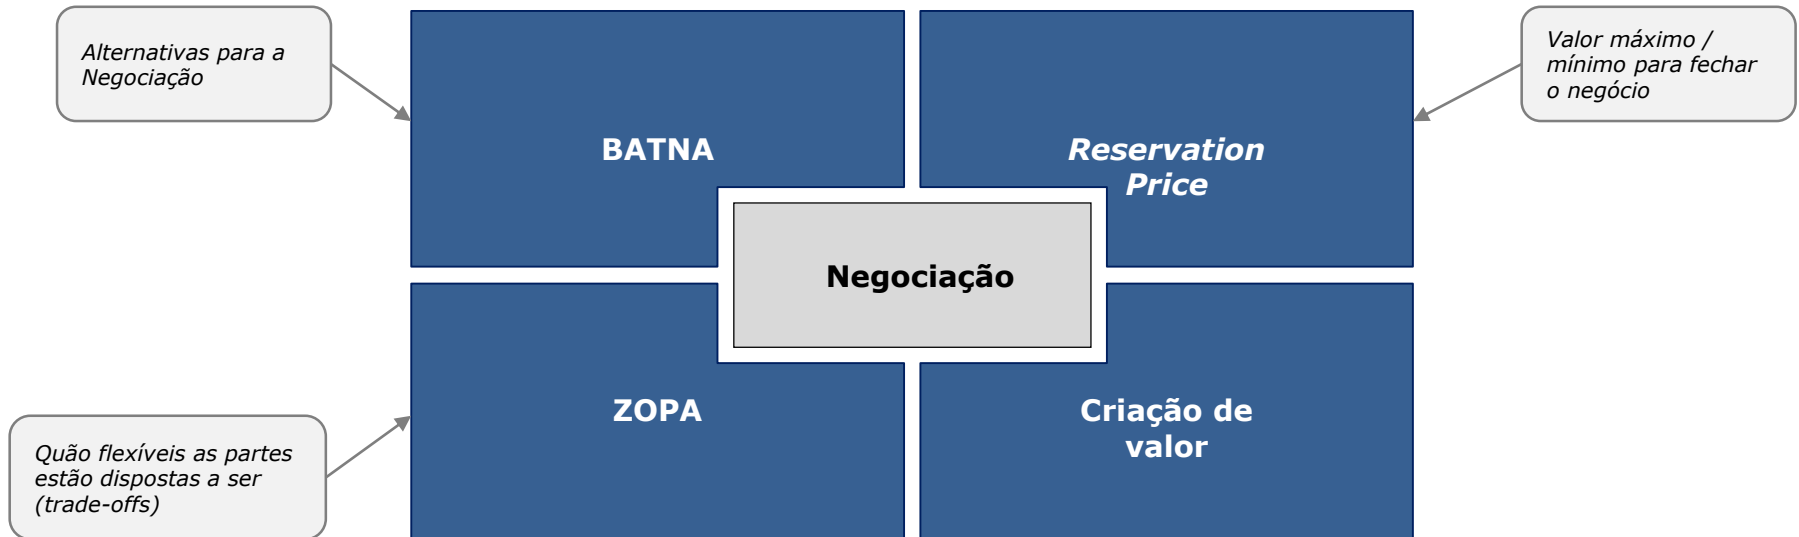 Alternativas para a
Negociação
BATNA
Reservation
Price
Valor máximo /
mínimo para fechar
o negócio
Negociação
Quão flexíveis as partes
estão dispostas a ser
(trade-offs)
ZOPA
Criação de
valor